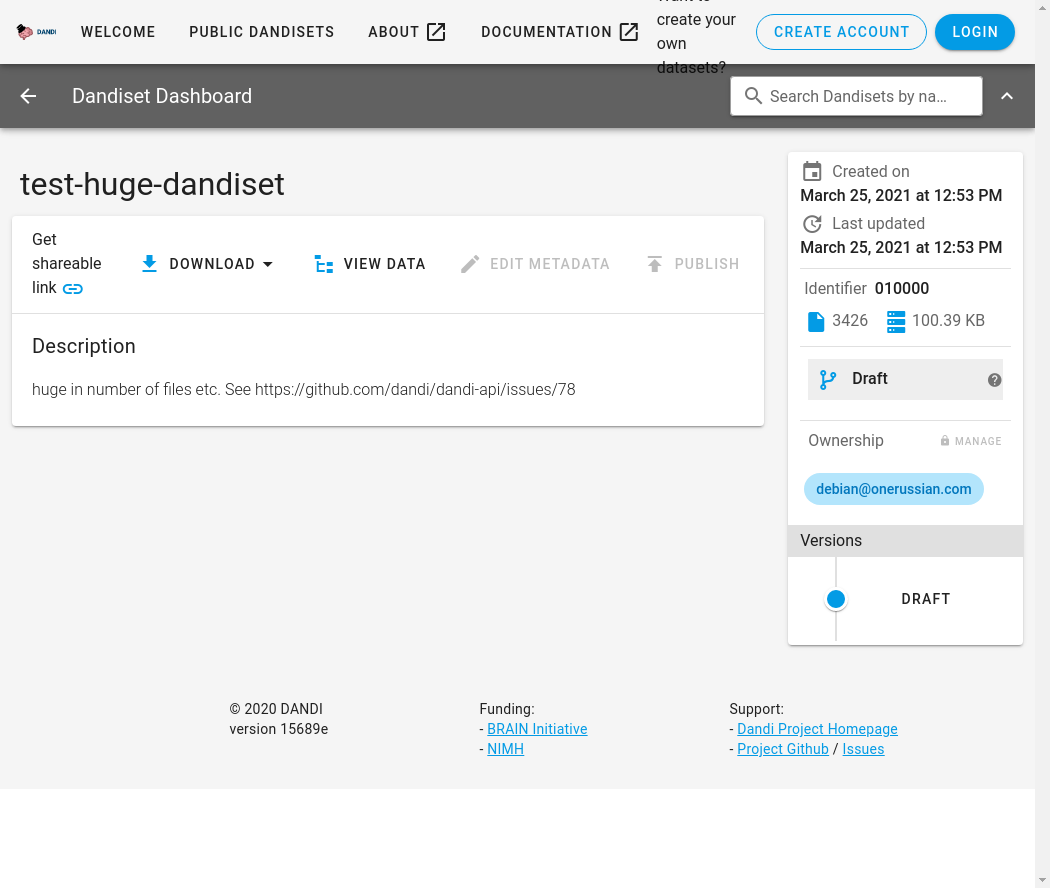 DANDI
WELCOME
PUBLIC DANDISETS
ABOUT
DOCUMENTATION
Want to
create your
own
datasets?
CREATE ACCOUNT
LOGIN
Dandiset Dashboard
Search Dandisets by na…
test-huge-dandiset
Get
shareable
link
DOWNLOAD
VIEW DATA
EDIT METADATA
PUBLISH
Description
huge in number of files etc. See https://github.com/dandi/dandi-api/issues/78
Created on
March 25, 2021 at 12:53 PM
Last updated
March 25, 2021 at 12:53 PM
Identifier 010000
3426 100.39 KB
Draft
Ownership MANAGE
debian@onerussian.com
Versions
DRAFT
© 2020 DANDI
version 15689e
Funding:
- BRAIN Initiative
- NIMH
Support:
- Dandi Project Homepage
- Project Github / Issues